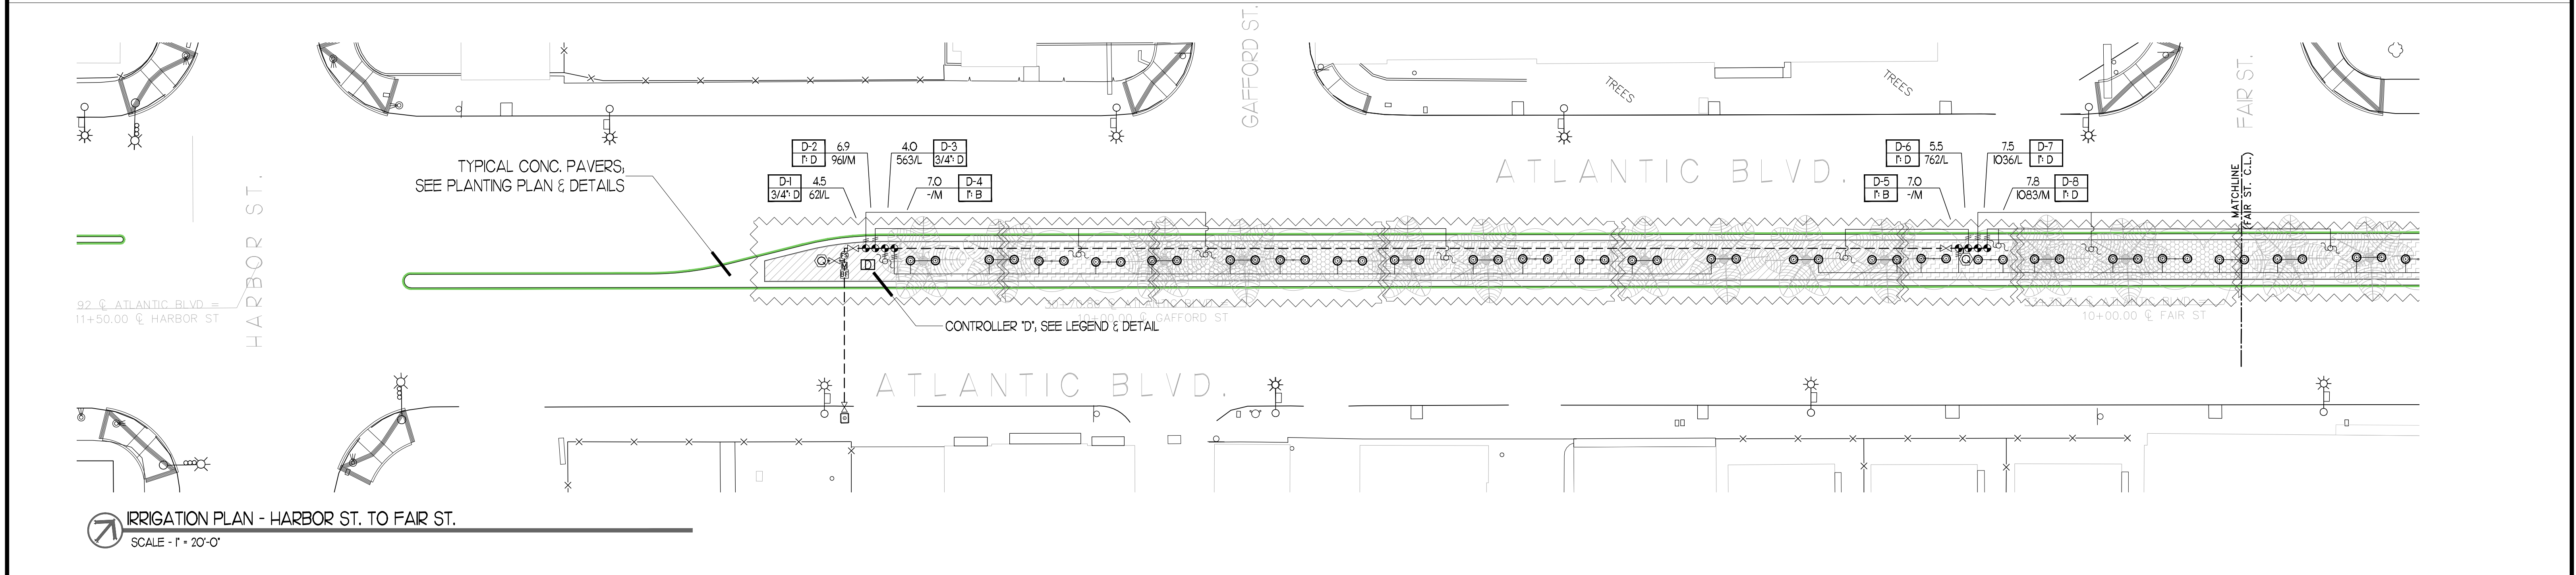 GAFFORD ST.
FAIR ST.
TREES
TREES
D-2 6.9
1": D 961/M
4.0 D-3
563/L 3/4": D
D-1 4.5
3/4": D 621/L
7.0 D-4
-/M 1": B
TYPICAL CONC. PAVERS,
SEE PLANTING PLAN & DETAILS
ATLANTIC BLVD.
D-6 5.5
1": D 762/L
7.5 D-7
1036/L 1": D
D-5 7.0
1": B -/M
7.8 D-8
1083/M 1": D
MATCHLINE
(FAIR ST. C.L.)
HARBOR ST.
92 ℄ ATLANTIC BLVD =
11+50.00 ℄ HARBOR ST
10+00.00 ℄ GAFFORD ST
10+00.00 ℄ FAIR ST
CONTROLLER "D", SEE LEGEND & DETAIL
ATLANTIC BLVD.
IRRIGATION PLAN - HARBOR ST. TO FAIR ST.
SCALE - 1" = 20'-0"